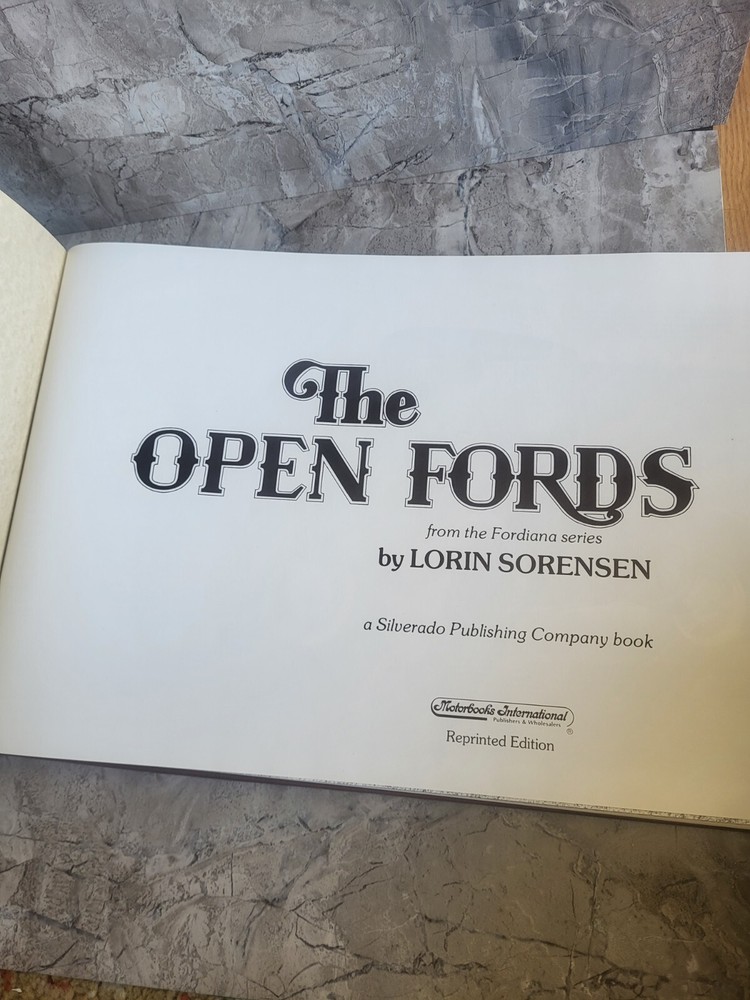 The
OPEN FORDS
from the Fordiana series
by LORIN SORENSEN
a Silverado Publishing Company book
Motorbooks International
Publishers & Wholesalers ®
Reprinted Edition